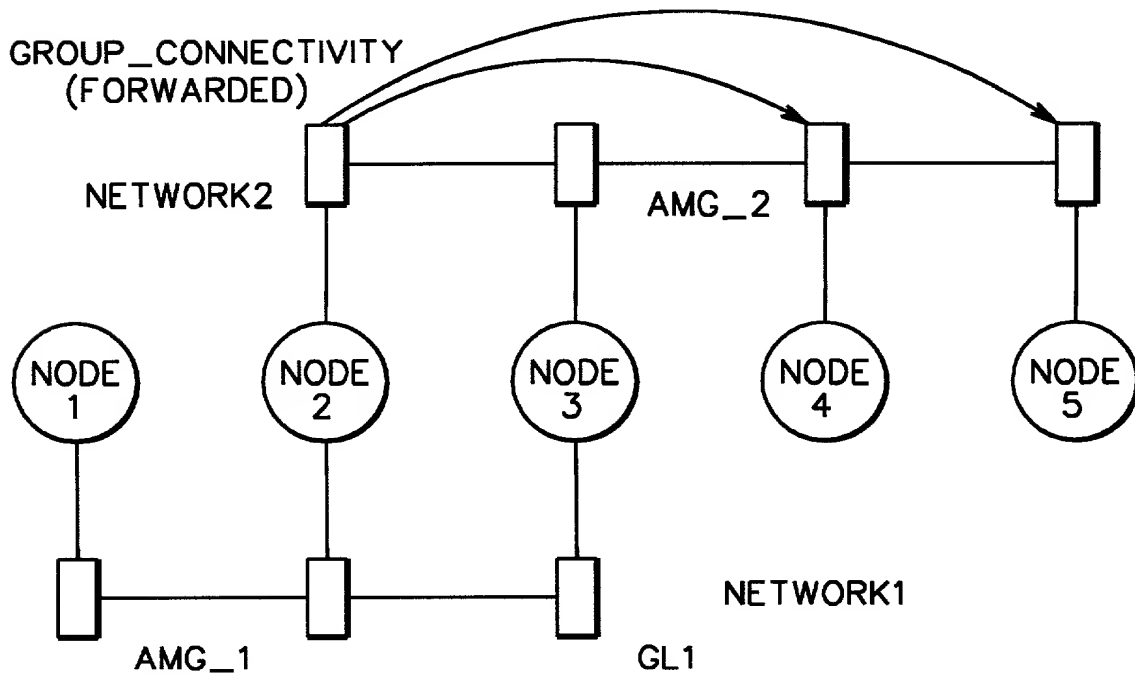 GROUP_CONNECTIVITY
(FORWARDED)
NETWORK2
AMG_2
NODE
1
NODE
2
NODE
3
NODE
4
NODE
5
NETWORK1
AMG_1
GL1